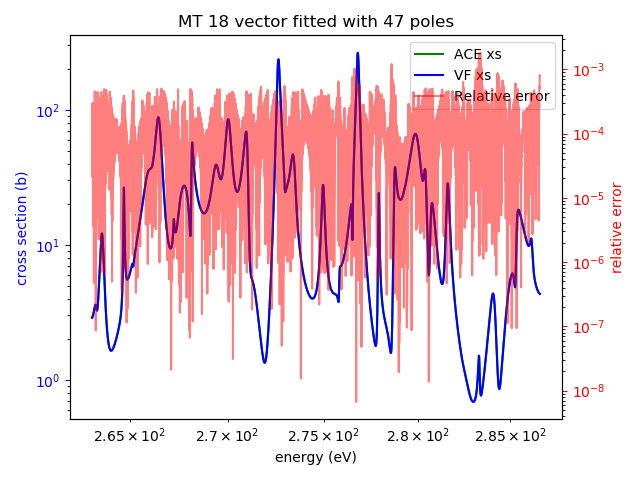 MT 18 vector fitted with 47 poles
ACE xs
VF xs
Relative error
cross section (b)
10²
10¹
10⁰
relative error
10⁻³
10⁻⁴
10⁻⁵
10⁻⁶
10⁻⁷
10⁻⁸
2.65×10² 2.7×10² 2.75×10² 2.8×10² 2.85×10²
energy (eV)